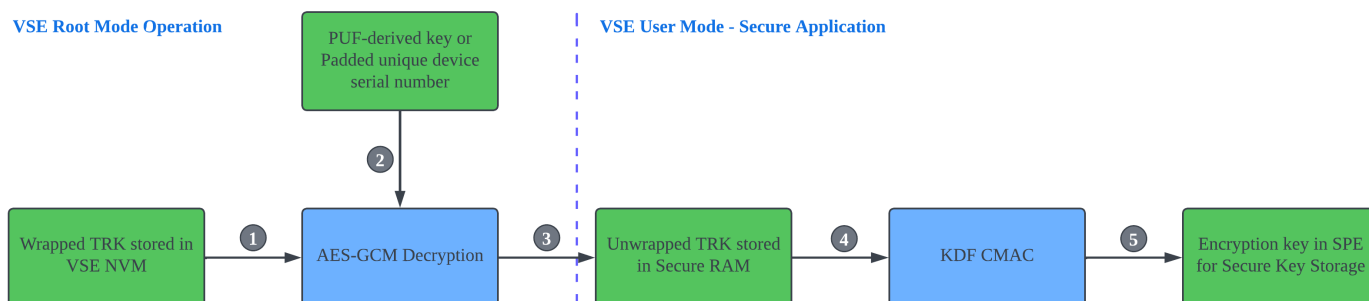 VSE Root Mode Operation
VSE User Mode - Secure Application
PUF-derived key or
Padded unique device
serial number
2
1
3
4
5
Wrapped TRK stored in
VSE NVM
AES-GCM Decryption
Unwrapped TRK stored
in Secure RAM
KDF CMAC
Encryption key in SPE
for Secure Key Storage